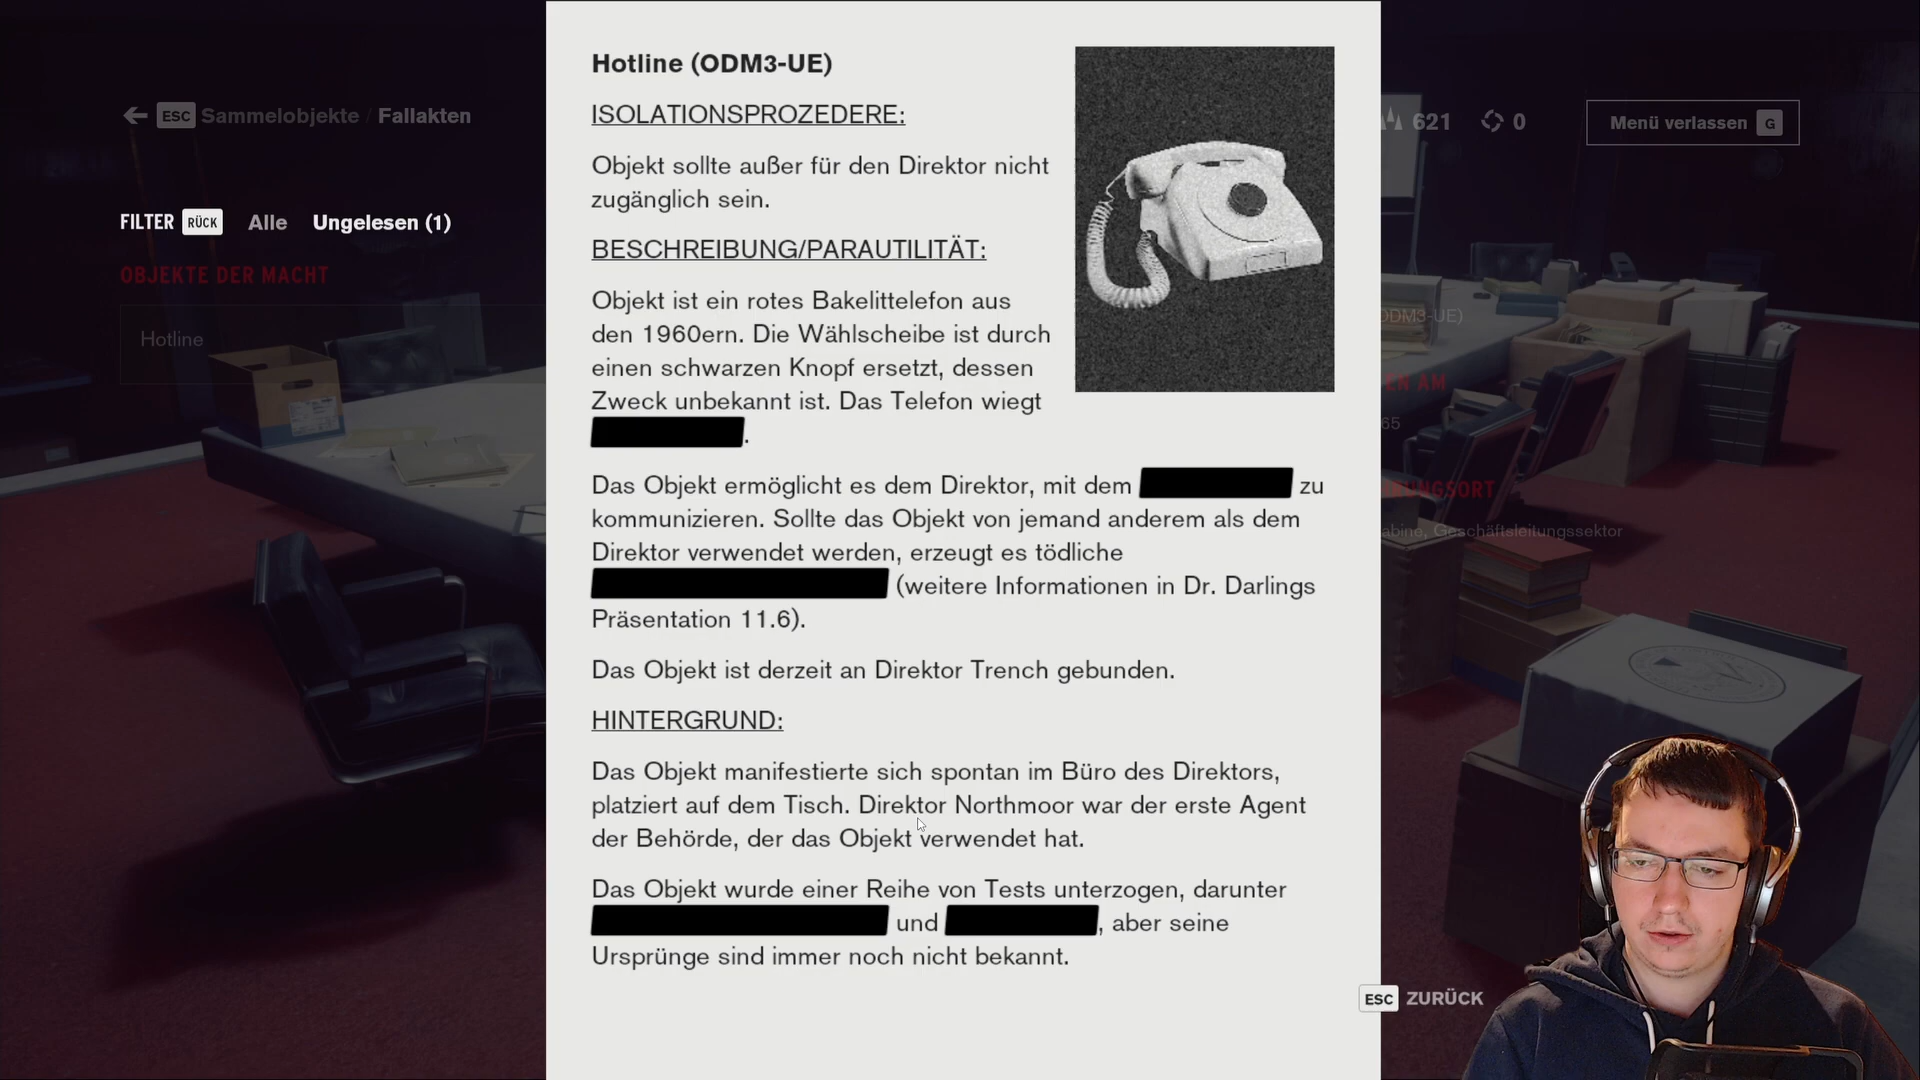 ESC Sammelobjekte / Fallakten
FILTER RÜCK Alle Ungelesen (1)
OBJEKTE DER MACHT
Hotline
Hotline (ODM3-UE)
ISOLATIONSPROZEDERE:
Objekt sollte außer für den Direktor nicht
zugänglich sein.
BESCHREIBUNG/PARAUTILITÄT:
Objekt ist ein rotes Bakelittelefon aus
den 1960ern. Die Wählscheibe ist durch
einen schwarzen Knopf ersetzt, dessen
Zweck unbekannt ist. Das Telefon wiegt
.
Das Objekt ermöglicht es dem Direktor, mit dem zu
kommunizieren. Sollte das Objekt von jemand anderem als dem
Direktor verwendet werden, erzeugt es tödliche
(weitere Informationen in Dr. Darlings
Präsentation 11.6).
Das Objekt ist derzeit an Direktor Trench gebunden.
HINTERGRUND:
Das Objekt manifestierte sich spontan im Büro des Direktors,
platziert auf dem Tisch. Direktor Northmoor war der erste Agent
der Behörde, der das Objekt verwendet hat.
Das Objekt wurde einer Reihe von Tests unterzogen, darunter
und , aber seine
Ursprünge sind immer noch nicht bekannt.
621 0
Menü verlassen G
ODM3-UE)
EN AM
65
Geschäftsleitungssektor
ESC ZURÜCK